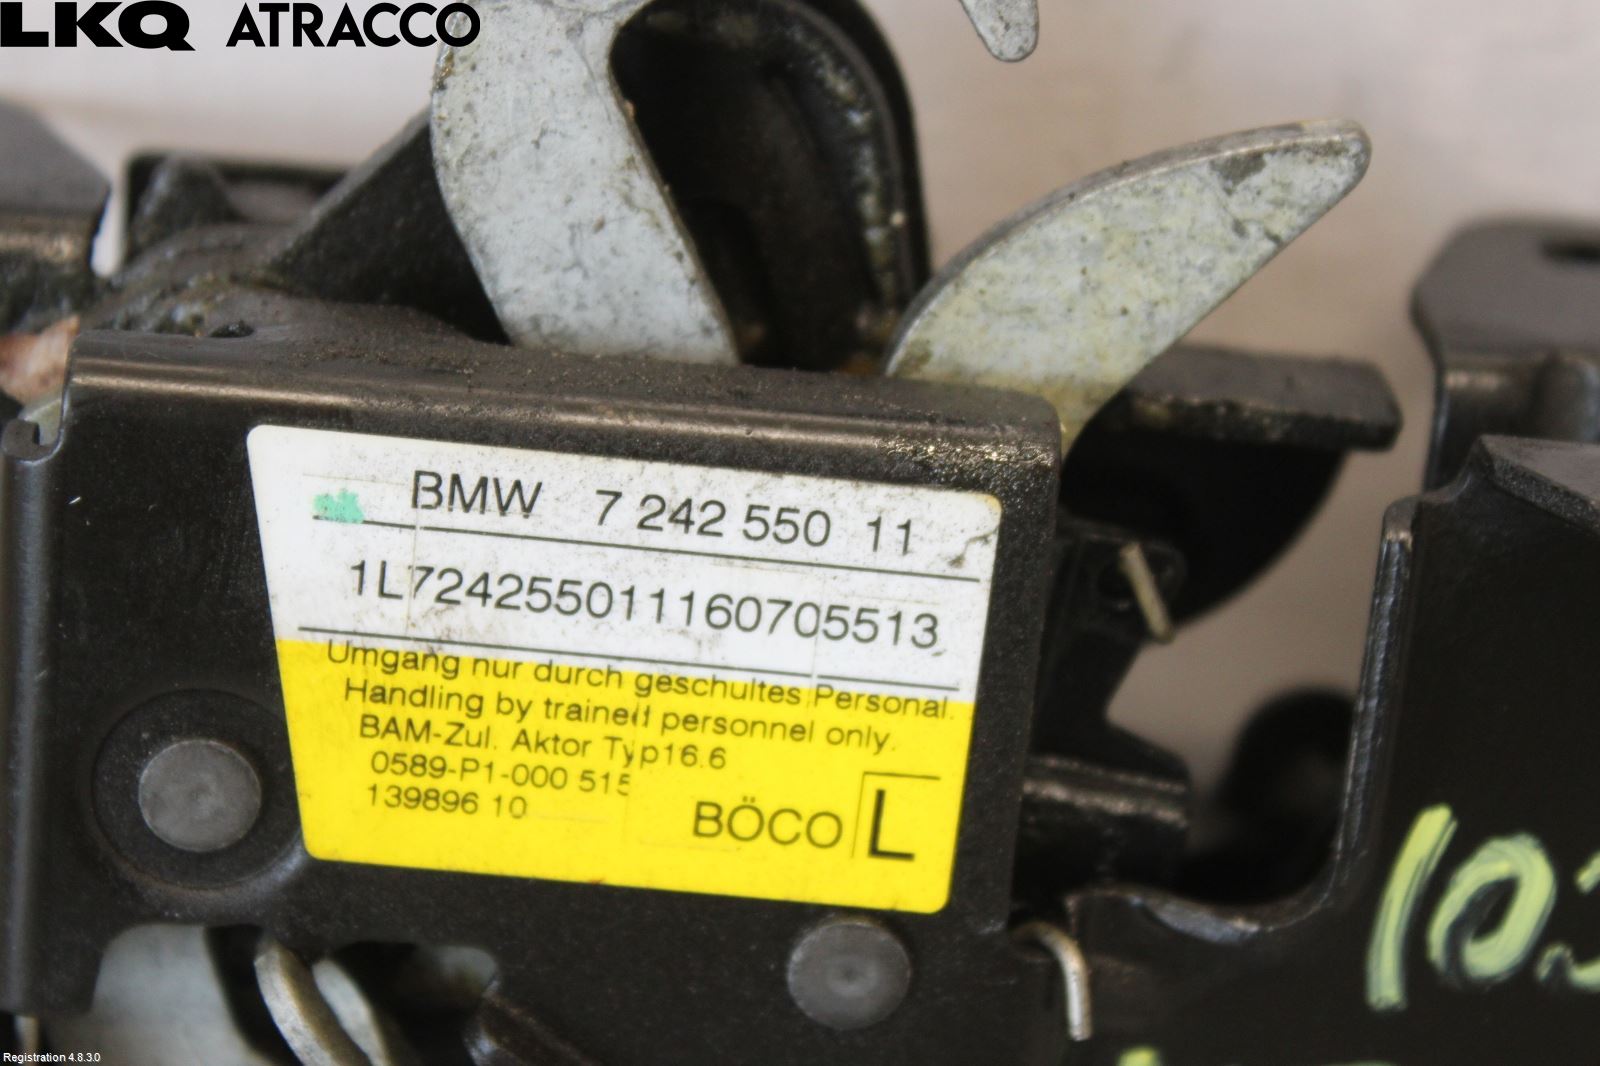 LKQ ATRACCO
BMW 7 242 550 11
1L724255011160705513
Umgang nur durch geschultes Personal.
Handling by trained personnel only.
BAM-Zul. Aktor Typ16.6
0589-P1-000 515
139896 10
BÖCO L
Registration 4.8.3.0